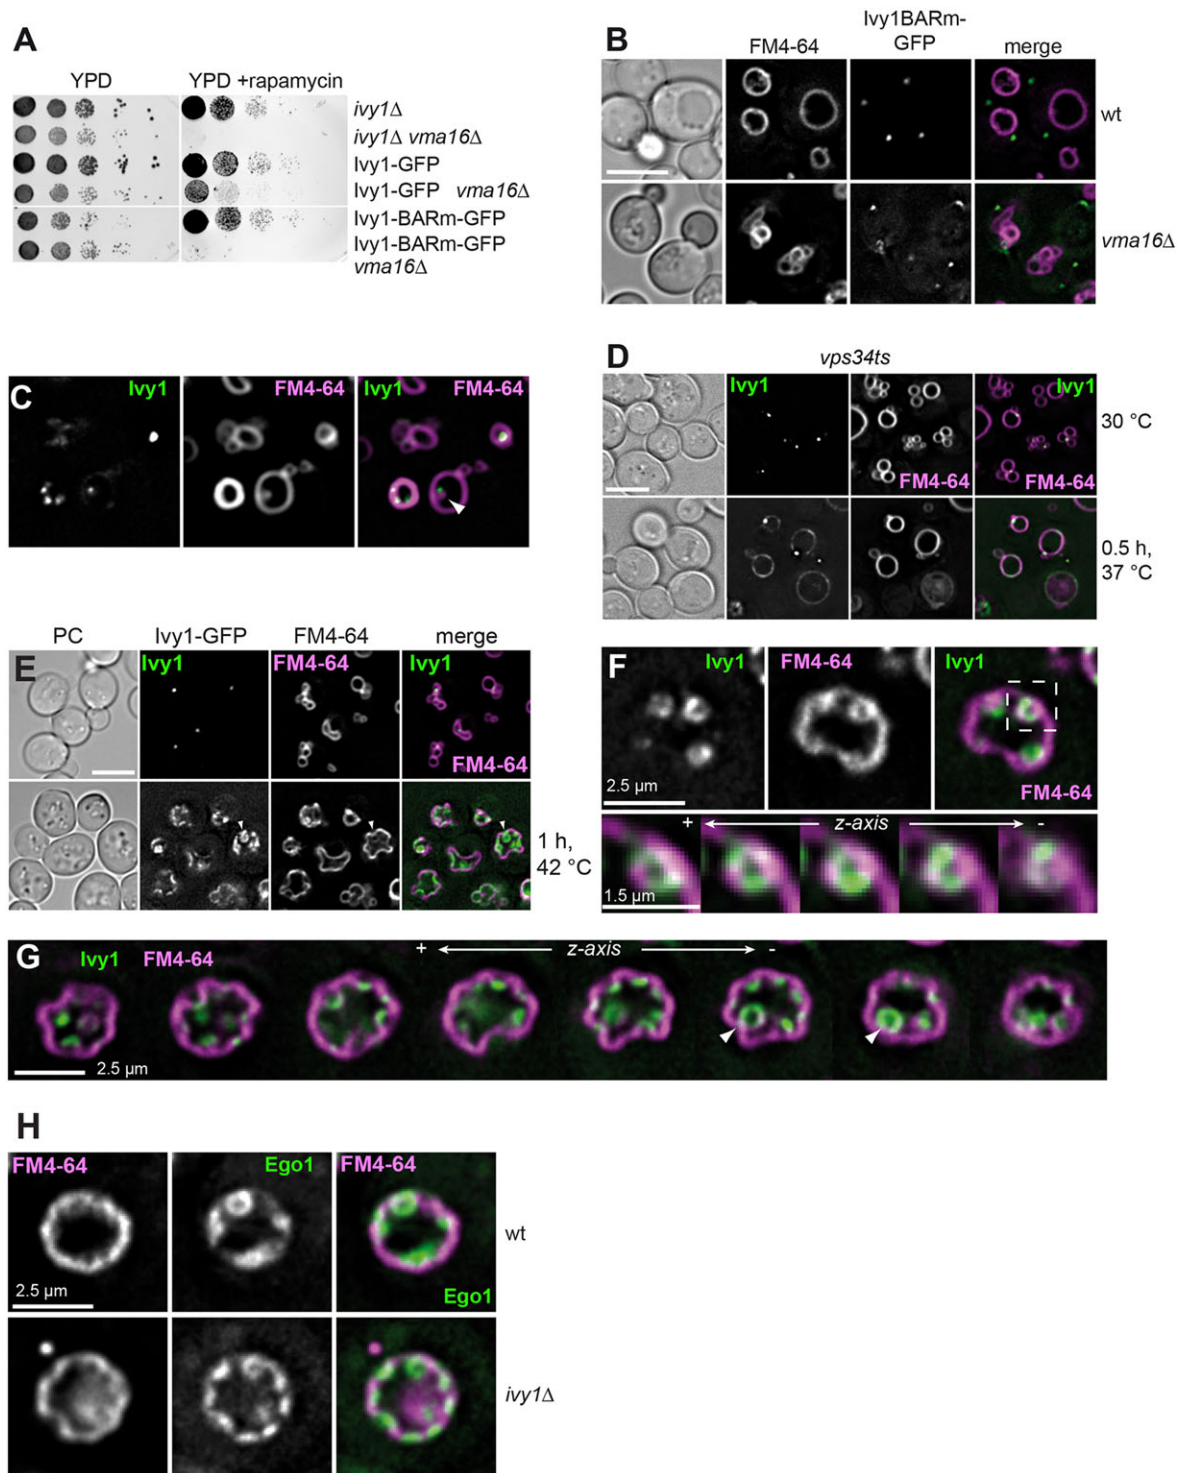 A
YPD
YPD +rapamycin
ivy1Δ
ivy1Δ vma16Δ
Ivy1-GFP
Ivy1-GFP vma16Δ
Ivy1-BARm-GFP
Ivy1-BARm-GFP
vma16Δ
B
FM4-64
Ivy1BARm-
GFP
merge
wt
vma16Δ
C
Ivy1
FM4-64
Ivy1
FM4-64
D
vps34ts
Ivy1
FM4-64
Ivy1
FM4-64
30 °C
0.5 h,
37 °C
E
PC
Ivy1-GFP
FM4-64
merge
Ivy1
FM4-64
Ivy1
FM4-64
1 h,
42 °C
F
Ivy1
FM4-64
Ivy1
FM4-64
2.5 µm
+ z-axis -
1.5 µm
G
Ivy1
FM4-64
+ z-axis -
2.5 µm
H
FM4-64
Ego1
FM4-64
Ego1
2.5 µm
wt
ivy1Δ